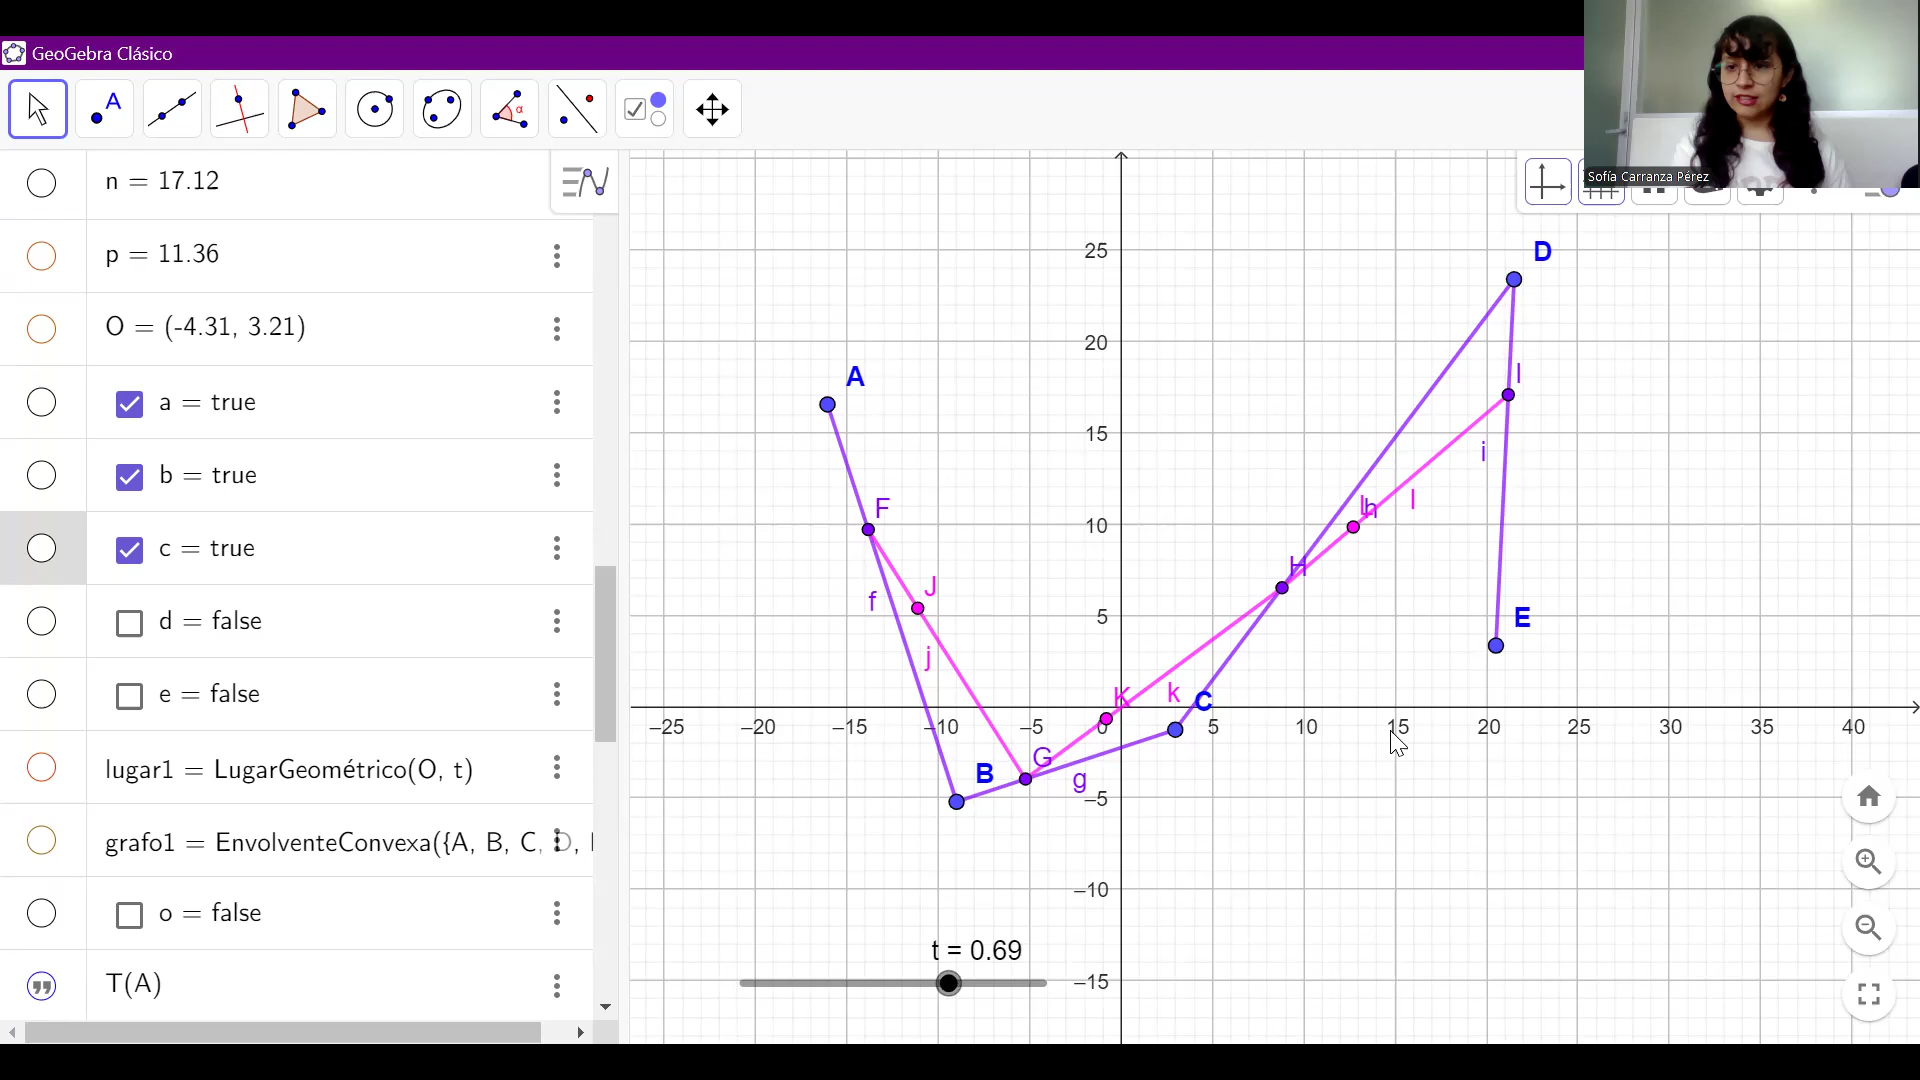 GeoGebra Clásico
A
α
Sofía Carranza Pérez
n = 17.12
p = 11.36
O = (-4.31, 3.21)
a = true
b = true
c = true
d = false
e = false
lugar1 = LugarGeométrico(O, t)
grafo1 = EnvolventeConvexa({A, B, C, D,
o = false
T(A)
25
20
15
10
5
−5
−10
−15
−25
−20
−15
−10
−5
0
5
10
15
20
25
30
35
40
A
B
C
D
E
F
G
H
I
J
K
L
f
g
h
i
j
k
l
t = 0.69